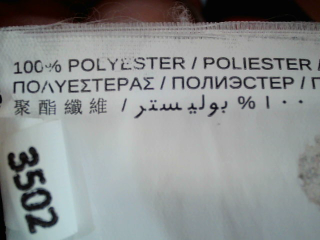 100% POLYESTER / POLIESTER /
ΠΟΛΥΕΣΤΕΡΑΣ / ПОЛИЭСТЕР /
聚酯纖維 / بوليستر % ١٠٠
3502